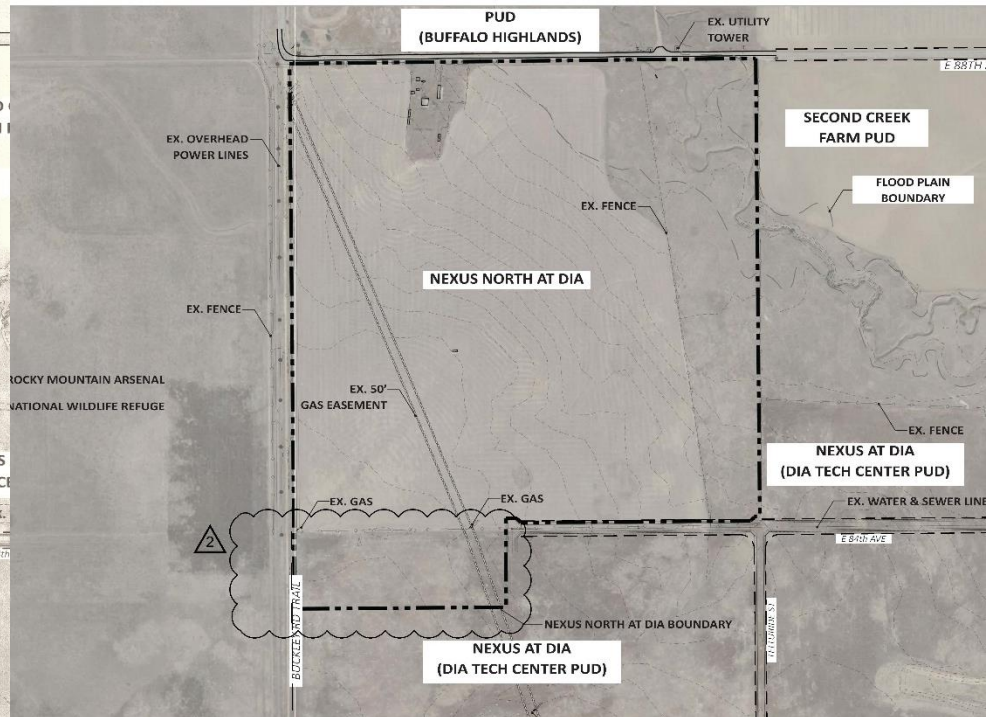 PUD
(BUFFALO HIGHLANDS)
EX. UTILITY
TOWER
E 88TH
SECOND CREEK
FARM PUD
EX. OVERHEAD
POWER LINES
FLOOD PLAIN
BOUNDARY
EX. FENCE
NEXUS NORTH AT DIA
EX. FENCE
ROCKY MOUNTAIN ARSENAL
NATIONAL WILDLIFE REFUGE
EX. 50'
GAS EASEMENT
EX. FENCE
NEXUS AT DIA
(DIA TECH CENTER PUD)
EX. GAS
EX. GAS
EX. WATER & SEWER LINE
2
E 84th AVE
BUCKLEY RD TRAIL
NEXUS NORTH AT DIA BOUNDARY
NEXUS AT DIA
(DIA TECH CENTER PUD)